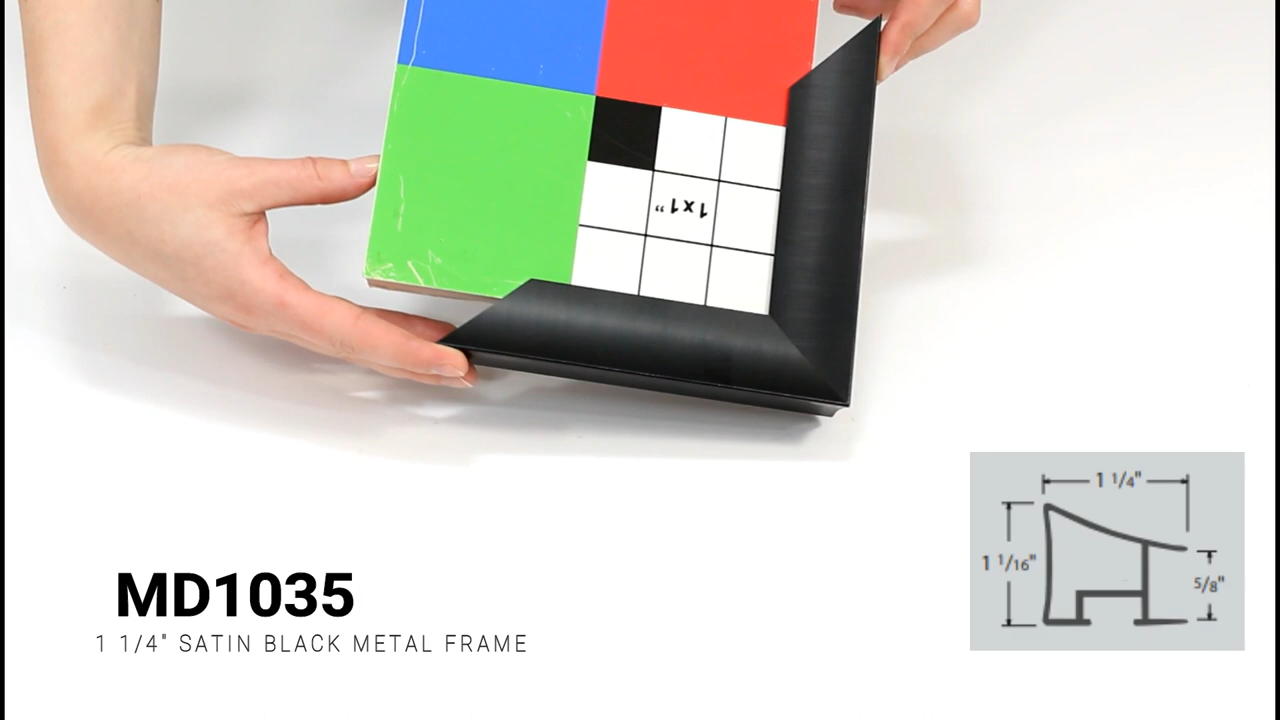 1x1"
1 1/4"
1 1/16"
5/8"
MD1035
1 1/4" SATIN BLACK METAL FRAME